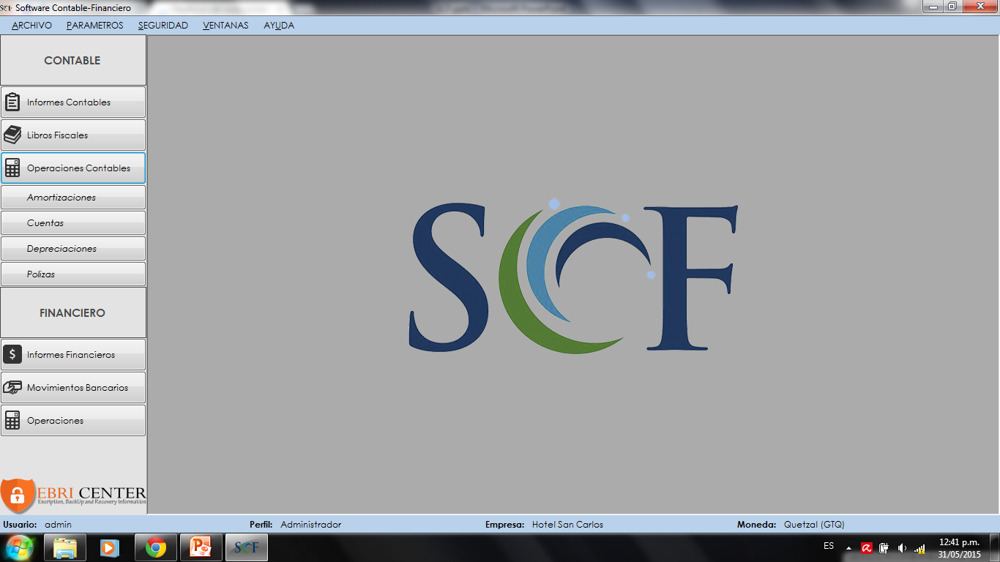 SCF Software Contable-Financiero
ARCHIVO PARAMETROS SEGURIDAD VENTANAS AYUDA
CONTABLE
Informes Contables
Libros Fiscales
Operaciones Contables
Amortizaciones
Cuentas
Depreciaciones
Polizas
FINANCIERO
$ Informes Financieros
Movimientos Bancarios
Operaciones
SCF
EBRI CENTER
Encription, BackUp and Recovery Information
Usuario: admin Perfil: Administrador Empresa: Hotel San Carlos Moneda: Quetzal (GTQ)
SCF
ES
12:41 p.m.
31/05/2015